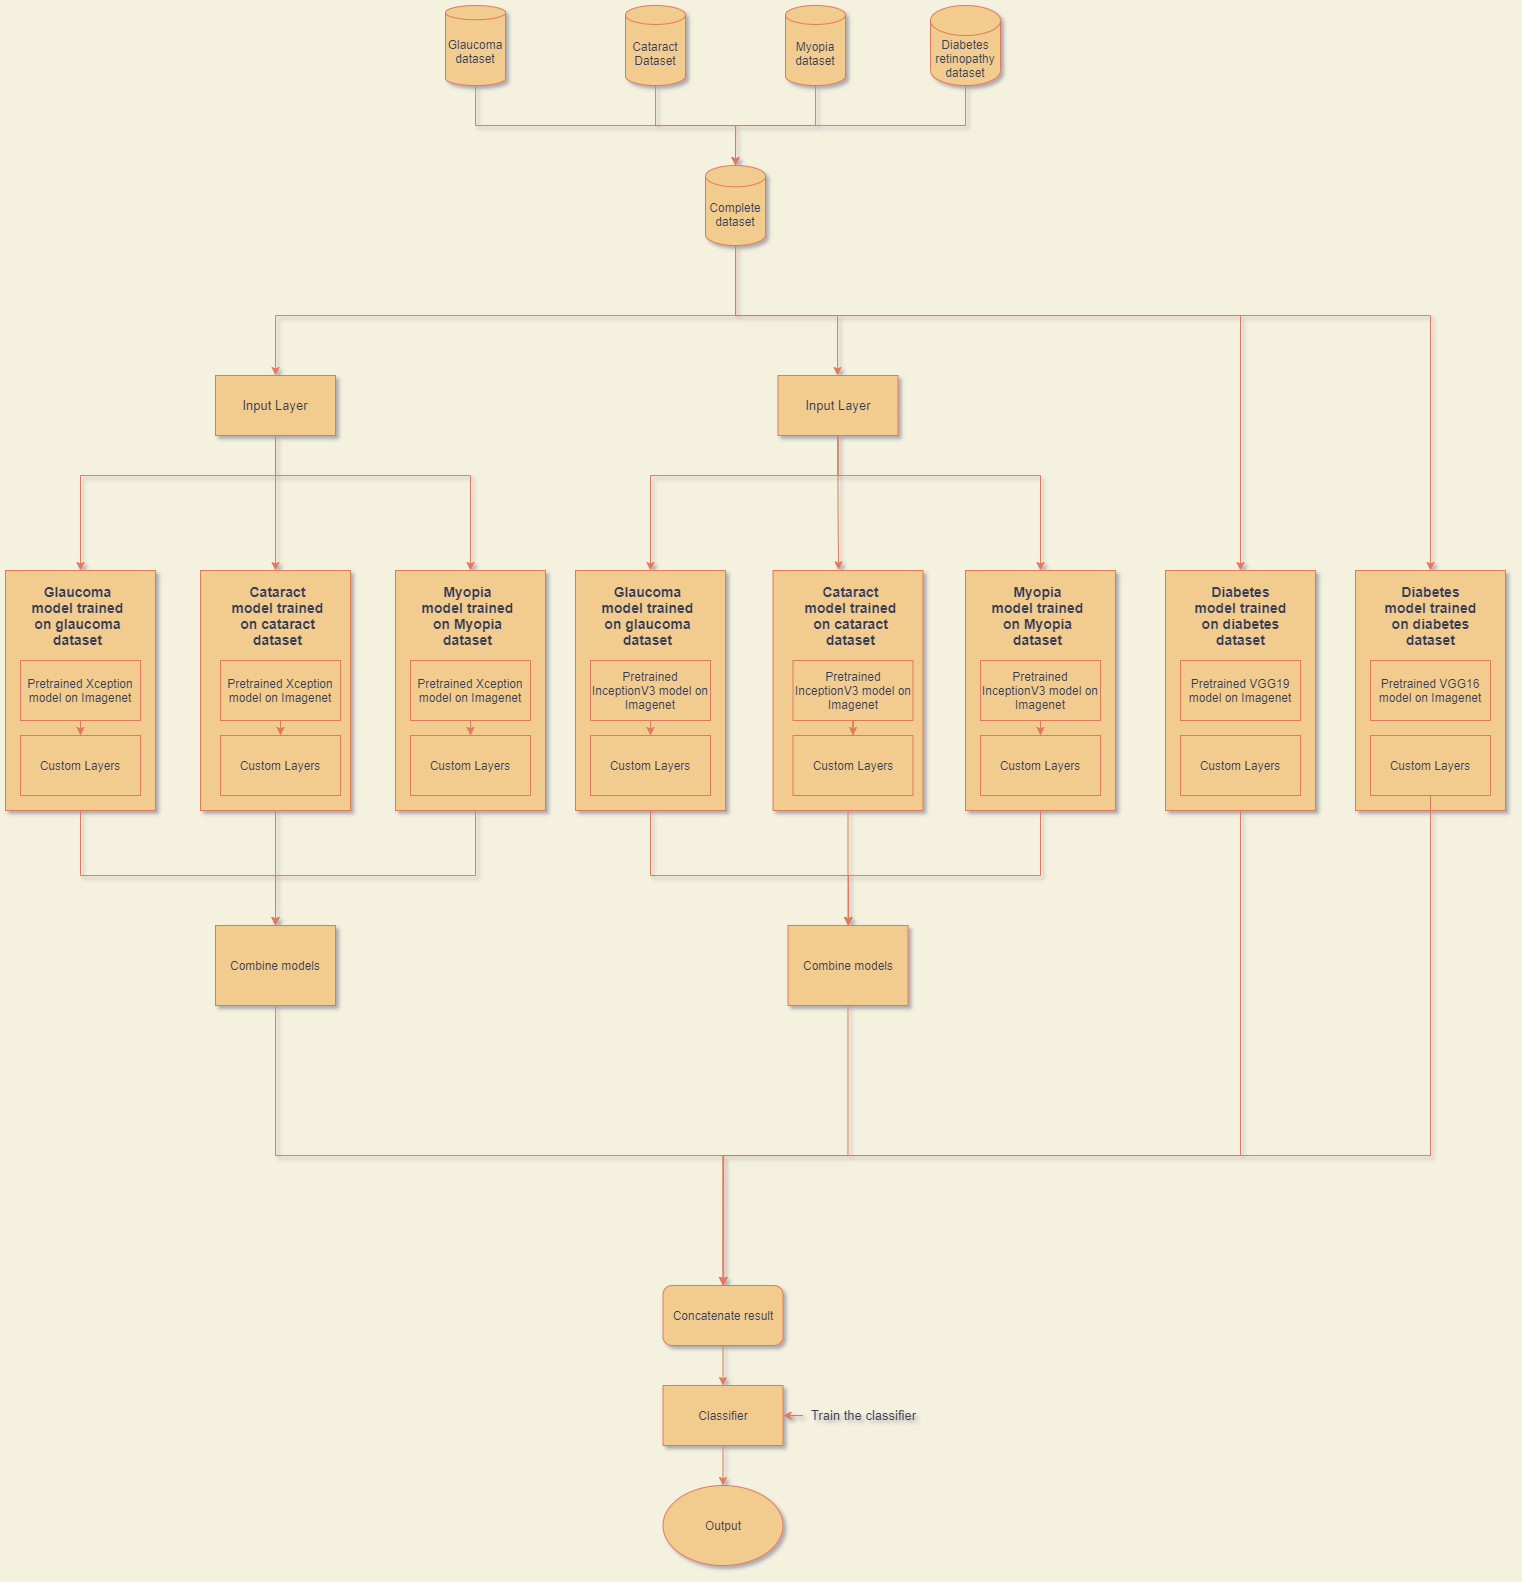 Glaucoma
dataset
Cataract
Dataset
Myopia
dataset
Diabetes
retinopathy
dataset
Complete
dataset
Input Layer
Input Layer
Glaucoma
model trained
on glaucoma
dataset
Pretrained Xception
model on Imagenet
Custom Layers
Cataract
model trained
on cataract
dataset
Pretrained Xception
model on Imagenet
Custom Layers
Myopia
model trained
on Myopia
dataset
Pretrained Xception
model on Imagenet
Custom Layers
Glaucoma
model trained
on glaucoma
dataset
Pretrained
InceptionV3 model on
Imagenet
Custom Layers
Cataract
model trained
on cataract
dataset
Pretrained
InceptionV3 model on
Imagenet
Custom Layers
Myopia
model trained
on Myopia
dataset
Pretrained
InceptionV3 model on
Imagenet
Custom Layers
Diabetes
model trained
on diabetes
dataset
Pretrained VGG19
model on Imagenet
Custom Layers
Diabetes
model trained
on diabetes
dataset
Pretrained VGG16
model on Imagenet
Custom Layers
Combine models
Combine models
Concatenate result
Classifier
Train the classifier
Output